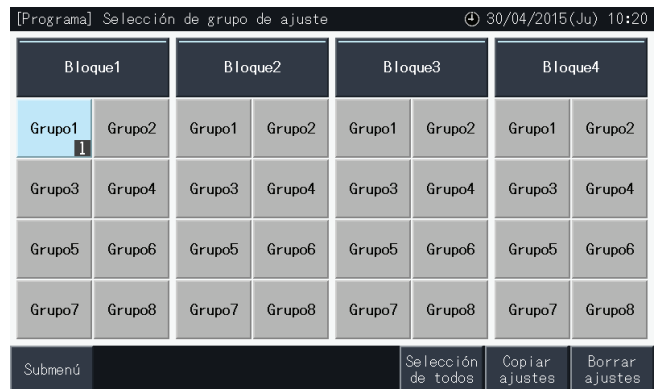 [Programa] Selección de grupo de ajuste 30/04/2015(Ju) 10:20
Bloque1 Bloque2 Bloque3 Bloque4
Grupo1 Grupo2 Grupo1 Grupo2 Grupo1 Grupo2 Grupo1 Grupo2
1
Grupo3 Grupo4 Grupo3 Grupo4 Grupo3 Grupo4 Grupo3 Grupo4
Grupo5 Grupo6 Grupo5 Grupo6 Grupo5 Grupo6 Grupo5 Grupo6
Grupo7 Grupo8 Grupo7 Grupo8 Grupo7 Grupo8 Grupo7 Grupo8
Submenú
Selección
de todos
Copiar
ajustes
Borrar
ajustes